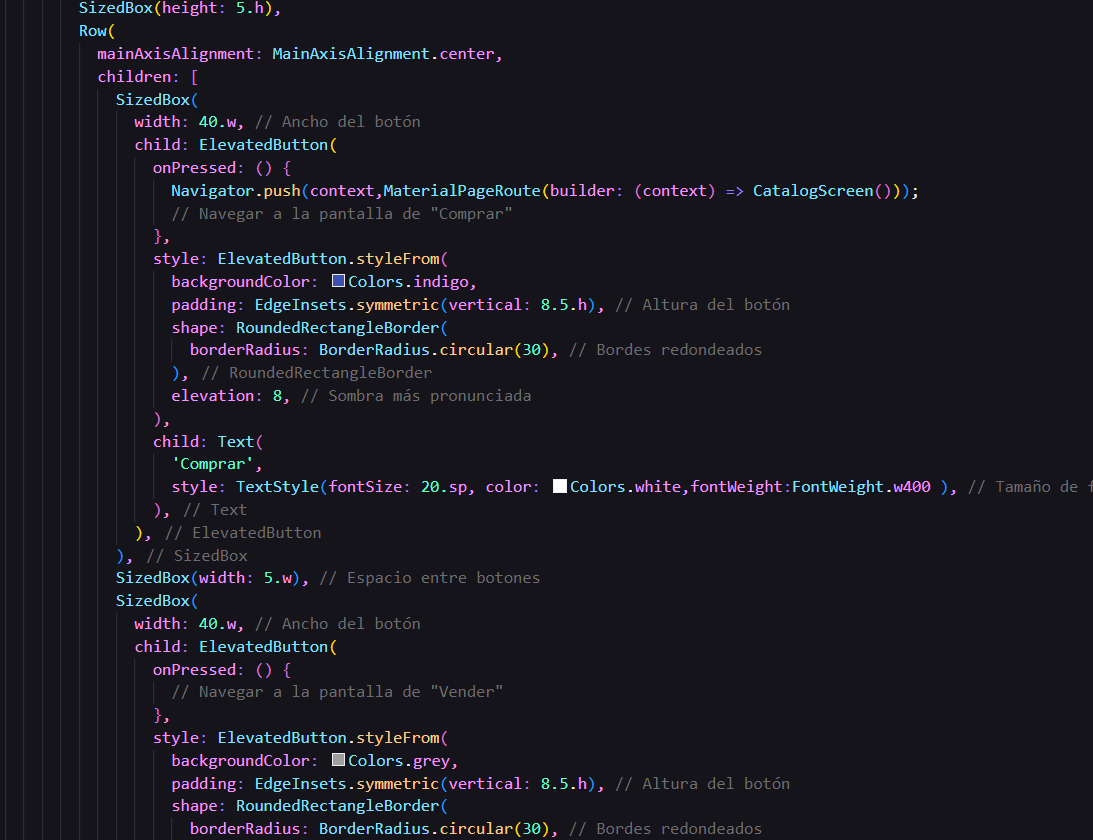 SizedBox(height: 5.h),
Row(
mainAxisAlignment: MainAxisAlignment.center,
children: [
SizedBox(
width: 40.w, // Ancho del botón
child: ElevatedButton(
onPressed: () {
Navigator.push(context,MaterialPageRoute(builder: (context) => CatalogScreen()));
// Navegar a la pantalla de "Comprar"
},
style: ElevatedButton.styleFrom(
backgroundColor: Colors.indigo,
padding: EdgeInsets.symmetric(vertical: 8.5.h), // Altura del botón
shape: RoundedRectangleBorder(
borderRadius: BorderRadius.circular(30), // Bordes redondeados
), // RoundedRectangleBorder
elevation: 8, // Sombra más pronunciada
),
child: Text(
'Comprar',
style: TextStyle(fontSize: 20.sp, color: Colors.white,fontWeight:FontWeight.w400 ), // Tamaño de
), // Text
), // ElevatedButton
), // SizedBox
SizedBox(width: 5.w), // Espacio entre botones
SizedBox(
width: 40.w, // Ancho del botón
child: ElevatedButton(
onPressed: () {
// Navegar a la pantalla de "Vender"
},
style: ElevatedButton.styleFrom(
backgroundColor: Colors.grey,
padding: EdgeInsets.symmetric(vertical: 8.5.h), // Altura del botón
shape: RoundedRectangleBorder(
borderRadius: BorderRadius.circular(30), // Bordes redondeados